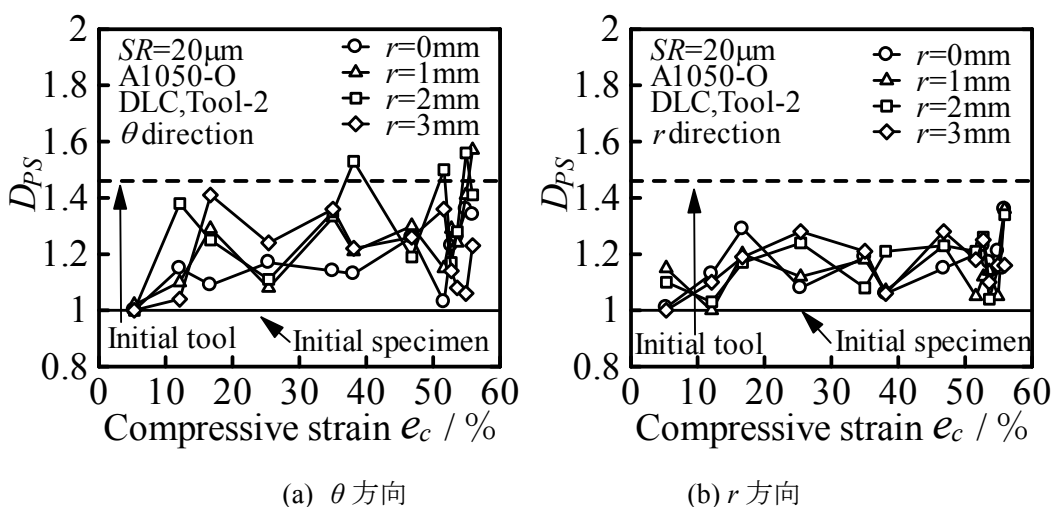 2
1.8
1.6
1.4
1.2
1
0.8
D_PS
SR=20μm
A1050-O
DLC,Tool-2
θ direction
r=0mm
r=1mm
r=2mm
r=3mm
Initial tool
Initial specimen
0 10 20 30 40 50 60
Compressive strain e_c / %
(a) θ 方向
2
1.8
1.6
1.4
1.2
1
0.8
D_PS
SR=20μm
A1050-O
DLC,Tool-2
r direction
r=0mm
r=1mm
r=2mm
r=3mm
Initial tool
Initial specimen
0 10 20 30 40 50 60
Compressive strain e_c / %
(b) r 方向